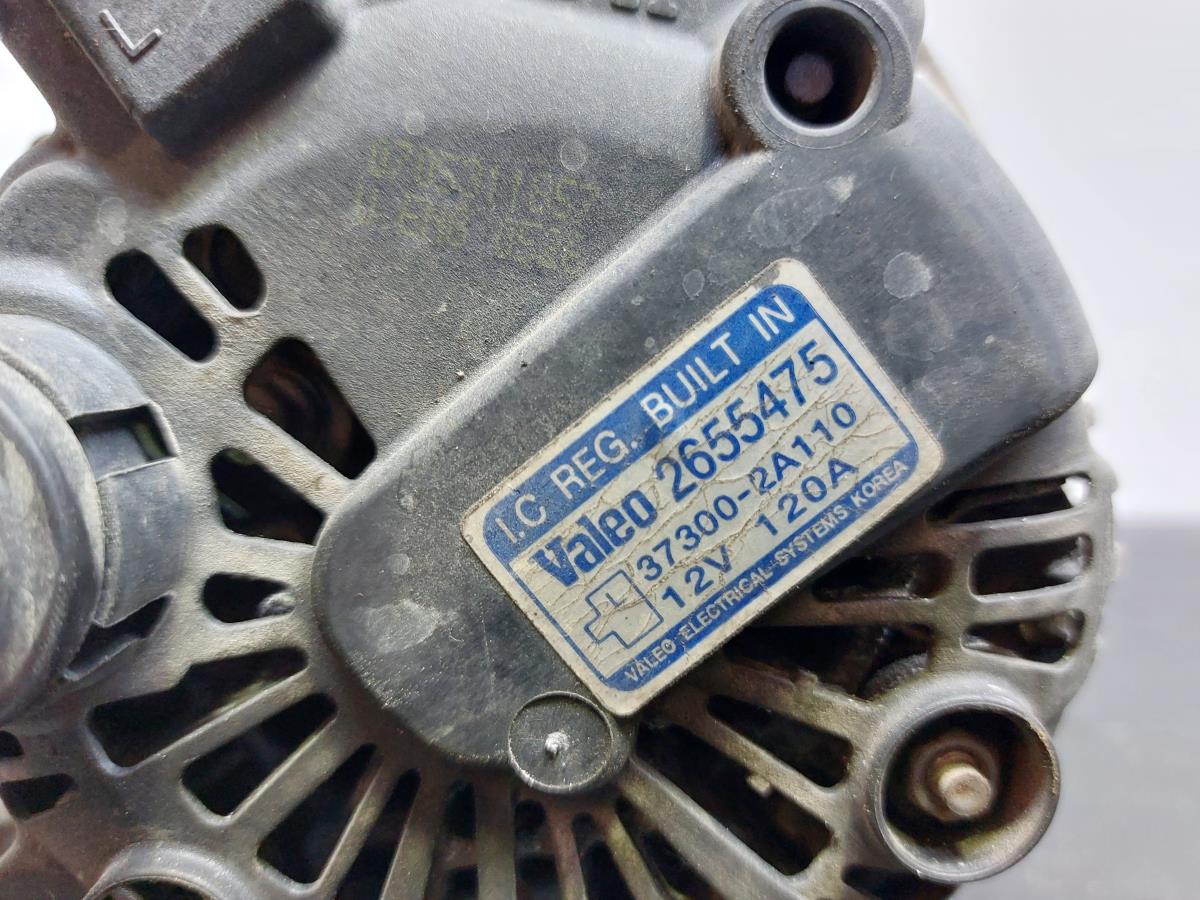 L
I.C REG. BUILT IN
Valeo 2655475
37300-2A110
12V 120A
VALEO ELECTRICAL SYSTEMS KOREA